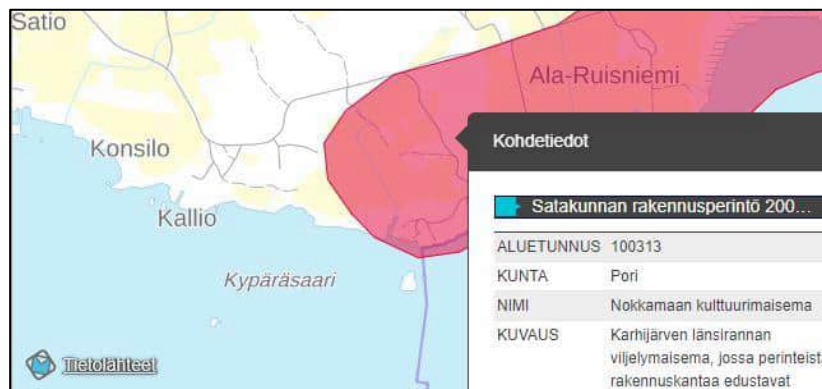 Satio
Ala-Ruisniemi
Konsilo
Kallio
Kypäräsaari
Tietolähteet
Kohdetiedot
Satakunnan rakennusperintö 200...
ALUETUNNUS 100313
KUNTA Pori
NIMI Nokkamaan kulttuurimaisema
KUVAUS Karhijärven länsirannan
viljelymaisema, jossa perinteist
rakennuskantaa edustavat